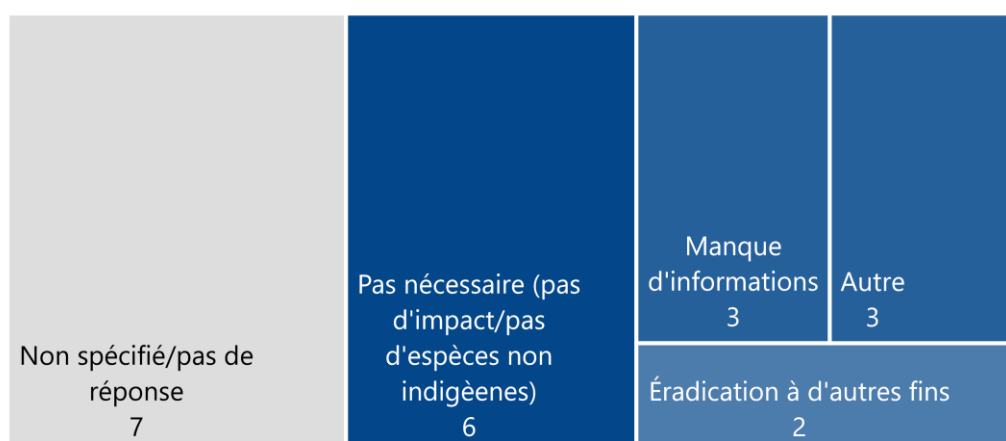 Non spécifié/pas de
réponse
7
Pas nécessaire (pas
d'impact/pas
d'espèces non
indigèenes)
6
Manque
d'informations
3
Autre
3
Éradication à d'autres fins
2